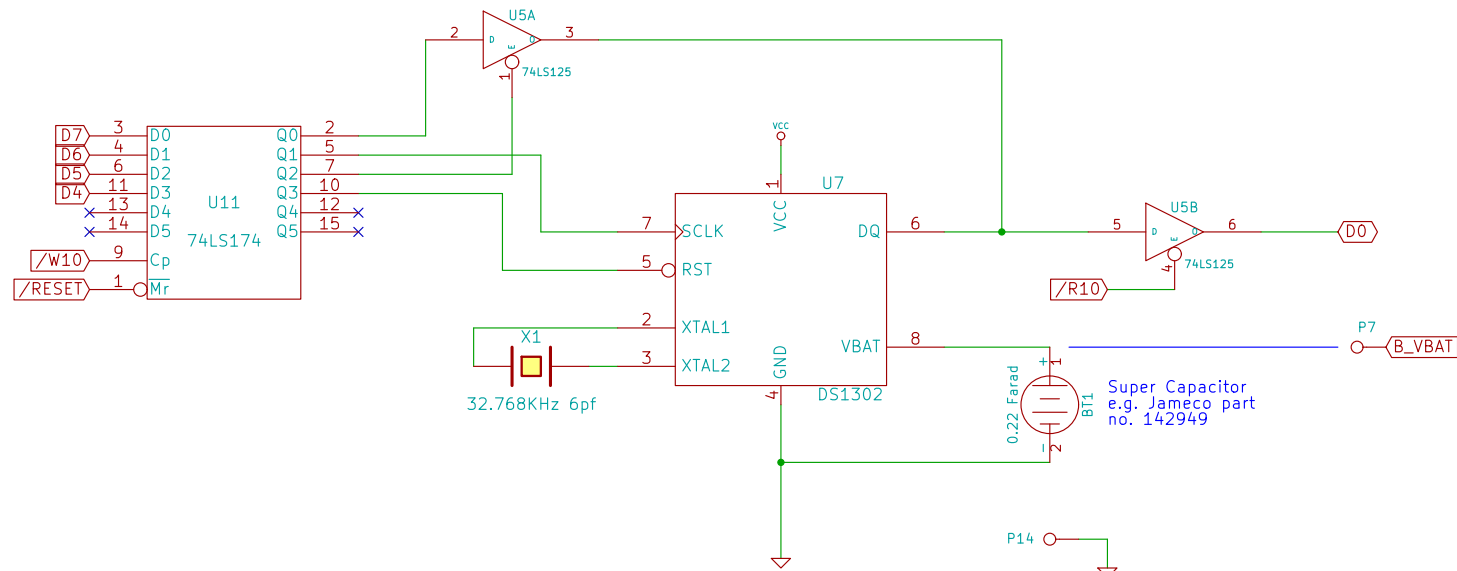 U5A
2
D
E
O
3
1
74LS125
D7
3
D0
Q0
2
D6
4
D1
Q1
5
D5
6
D2
Q2
7
D4
11
D3
Q3
10
13
D4
Q4
12
14
D5
Q5
15
U11
74LS174
/W10
9
Cp
/RESET
1
Mr
VCC
1
U7
VCC
7
SCLK
DQ
6
5
RST
2
XTAL1
3
XTAL2
VBAT
8
GND
4
DS1302
X1
32.768KHz 6pf
U5B
5
D
E
O
6
D0
4
74LS125
/R10
P7
B_VBAT
+
1
0.22 Farad
BT1
-
2
Super Capacitor
e.g. Jameco part
no. 142949
P14